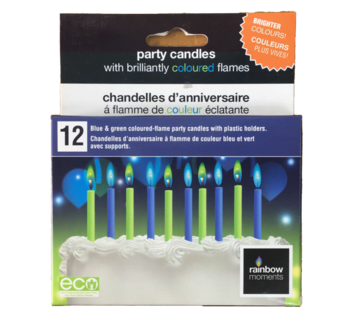 BRIGHTER
COLOURS!
COULEURS
PLUS VIVES!
party candles
with brilliantly coloured flames
chandelles d'anniversaire
à flamme de couleur éclatante
12
Blue & green coloured-flame party candles with plastic holders.
Chandelles d'anniversaire à flamme de couleur bleu et vert
avec supports.
eco
rainbow
moments